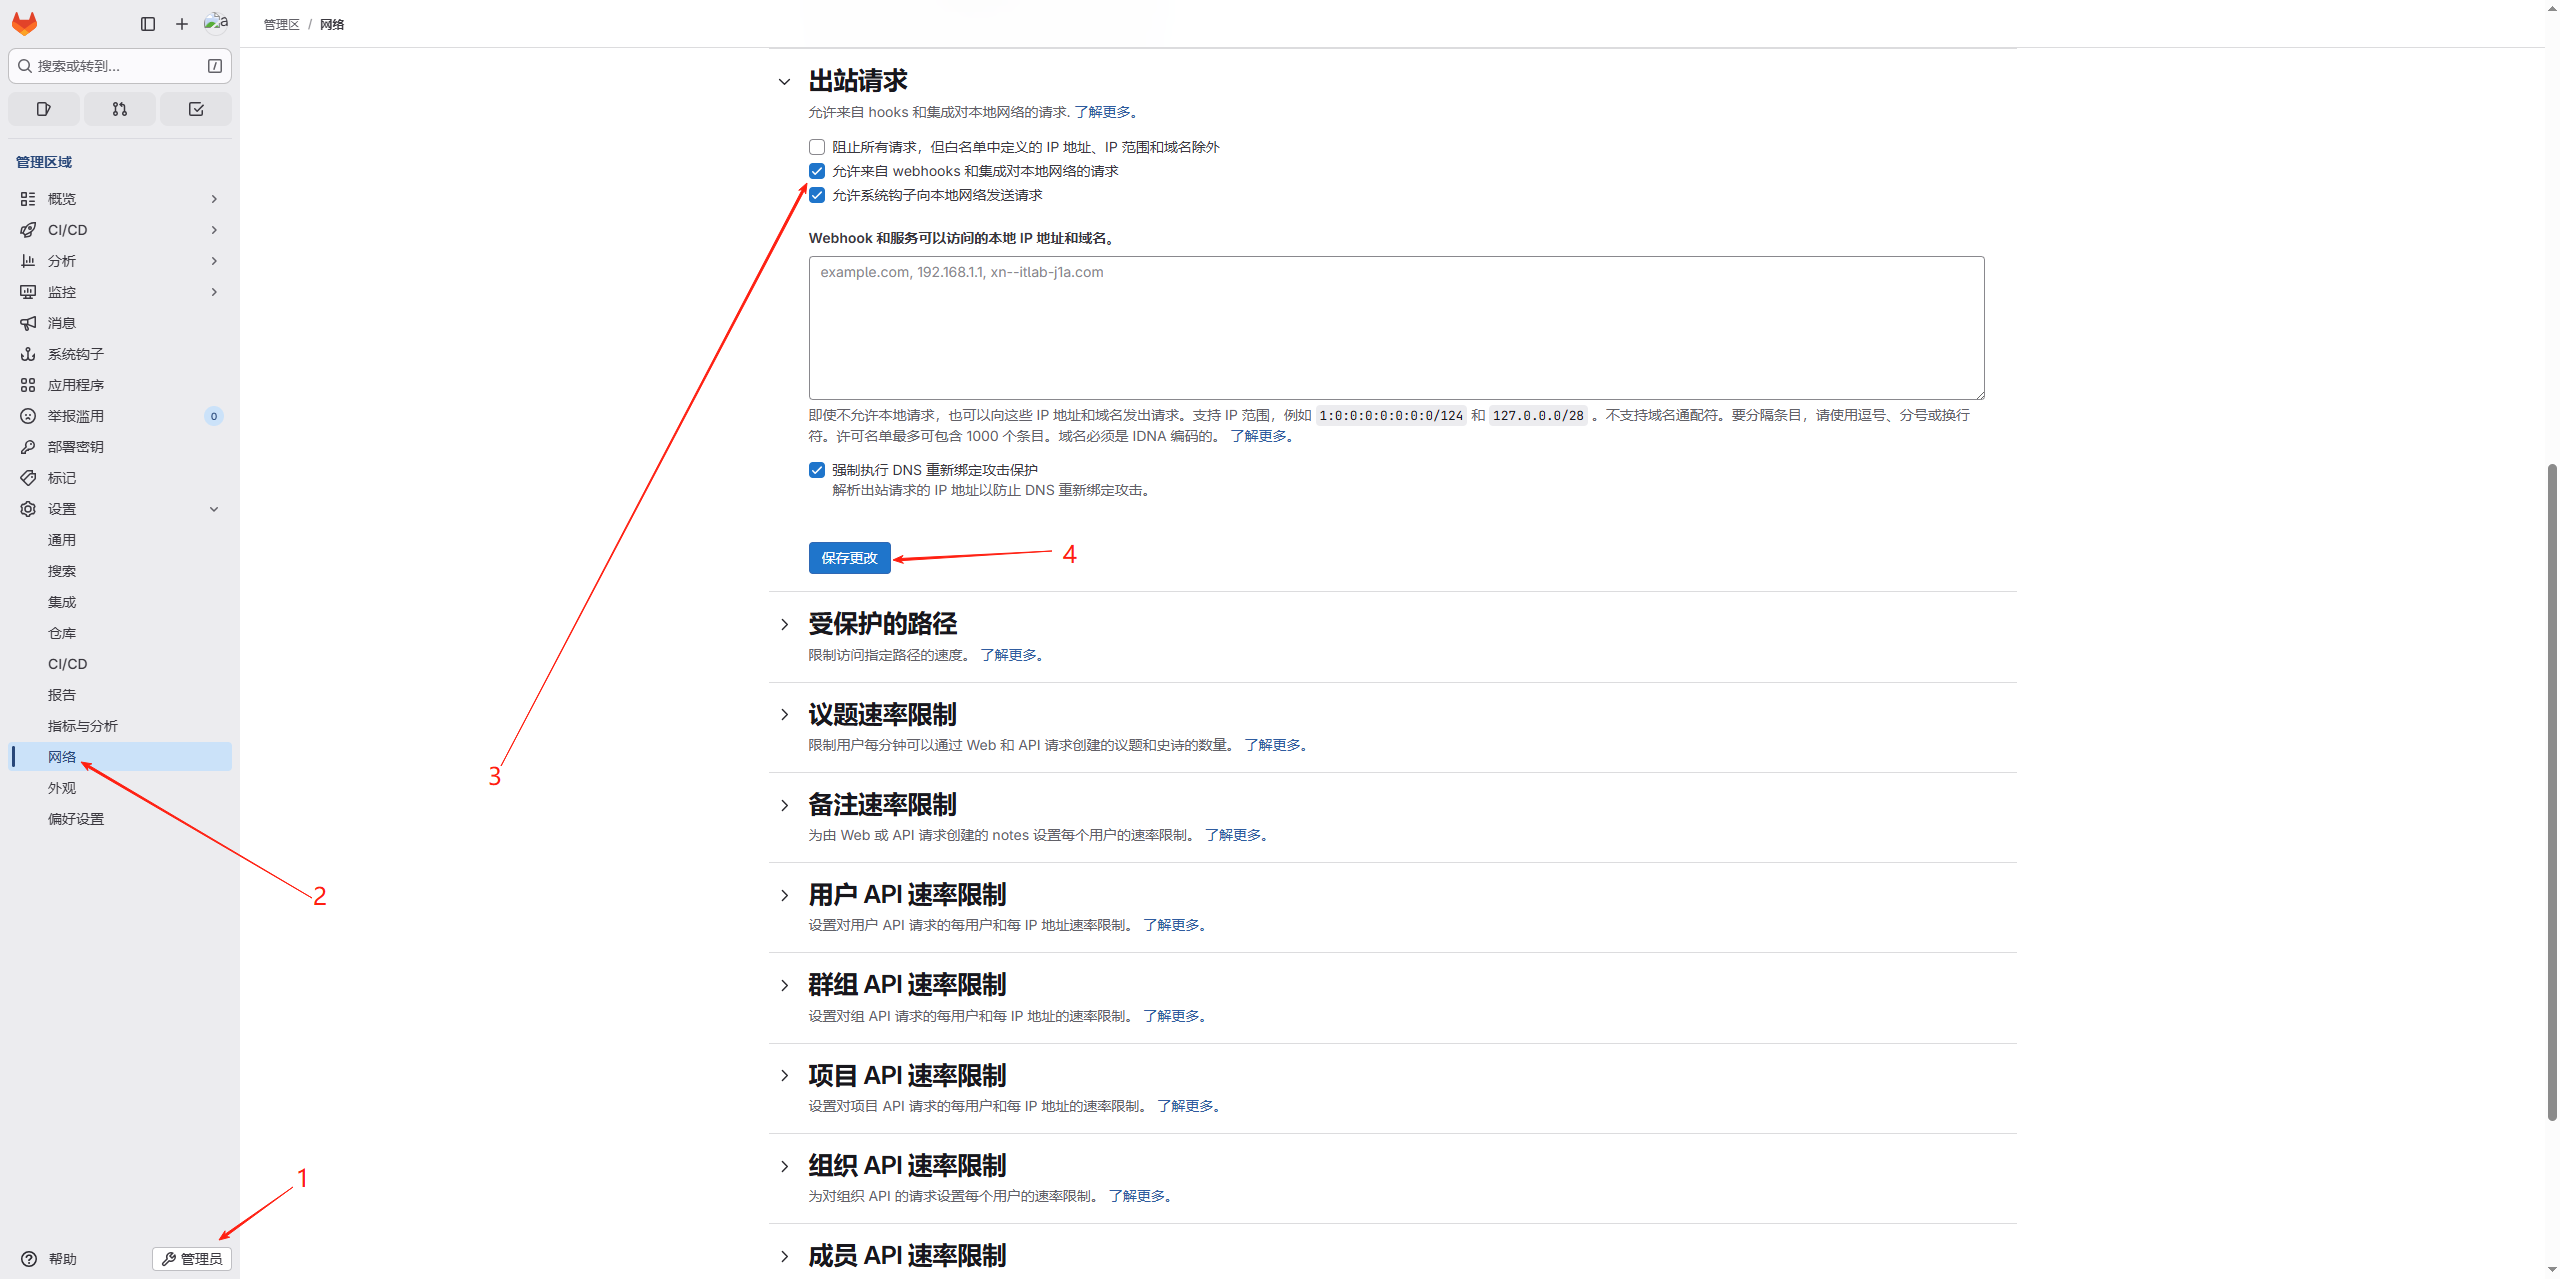 管理区 / 网络
搜索或转到...
管理区域
概览
CI/CD
分析
监控
消息
系统钩子
应用程序
举报滥用 0
部署密钥
标记
设置
通用
搜索
集成
仓库
CI/CD
报告
指标与分析
网络
外观
偏好设置
帮助
管理员
出站请求
允许来自 hooks 和集成对本地网络的请求. 了解更多。
阻止所有请求，但白名单中定义的 IP 地址、IP 范围和域名除外
允许来自 webhooks 和集成对本地网络的请求
允许系统钩子向本地网络发送请求
Webhook 和服务可以访问的本地 IP 地址和域名。
example.com, 192.168.1.1, xn--itlab-j1a.com
即使不允许本地请求，也可以向这些 IP 地址和域名发出请求。支持 IP 范围，例如 1:0:0:0:0:0:0:0/124 和 127.0.0.0/28 。不支持域名通配符。要分隔条目，请使用逗号、分号或换行
符。许可名单最多可包含 1000 个条目。域名必须是 IDNA 编码的。 了解更多。
强制执行 DNS 重新绑定攻击保护
解析出站请求的 IP 地址以防止 DNS 重新绑定攻击。
保存更改
4
受保护的路径
限制访问指定路径的速度。 了解更多。
议题速率限制
限制用户每分钟可以通过 Web 和 API 请求创建的议题和史诗的数量。 了解更多。
3
备注速率限制
为由 Web 或 API 请求创建的 notes 设置每个用户的速率限制。 了解更多。
2
用户 API 速率限制
设置对用户 API 请求的每用户和每 IP 地址速率限制。 了解更多。
群组 API 速率限制
设置对组 API 请求的每用户和每 IP 地址的速率限制。 了解更多。
项目 API 速率限制
设置对项目 API 请求的每用户和每 IP 地址的速率限制。 了解更多。
组织 API 速率限制
为对组织 API 的请求设置每个用户的速率限制。 了解更多。
1
成员 API 速率限制